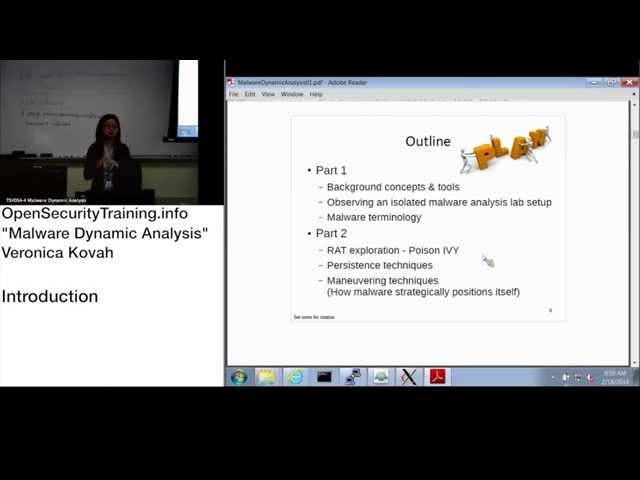 TSV054-4 Malware Dynamic Analysis
OpenSecurityTraining.info
"Malware Dynamic Analysis"
Veronica Kovah
Introduction
MalwareDynamicAnalysis01.pdf - Adobe Reader
File Edit View Window Help
Outline
PLAN
• Part 1
– Background concepts & tools
– Observing an isolated malware analysis lab setup
– Malware terminology
• Part 2
– RAT exploration - Poison IVY
– Persistence techniques
– Maneuvering techniques
(How malware strategically positions itself)
See notes for citation
8:59 AM
2/18/2014